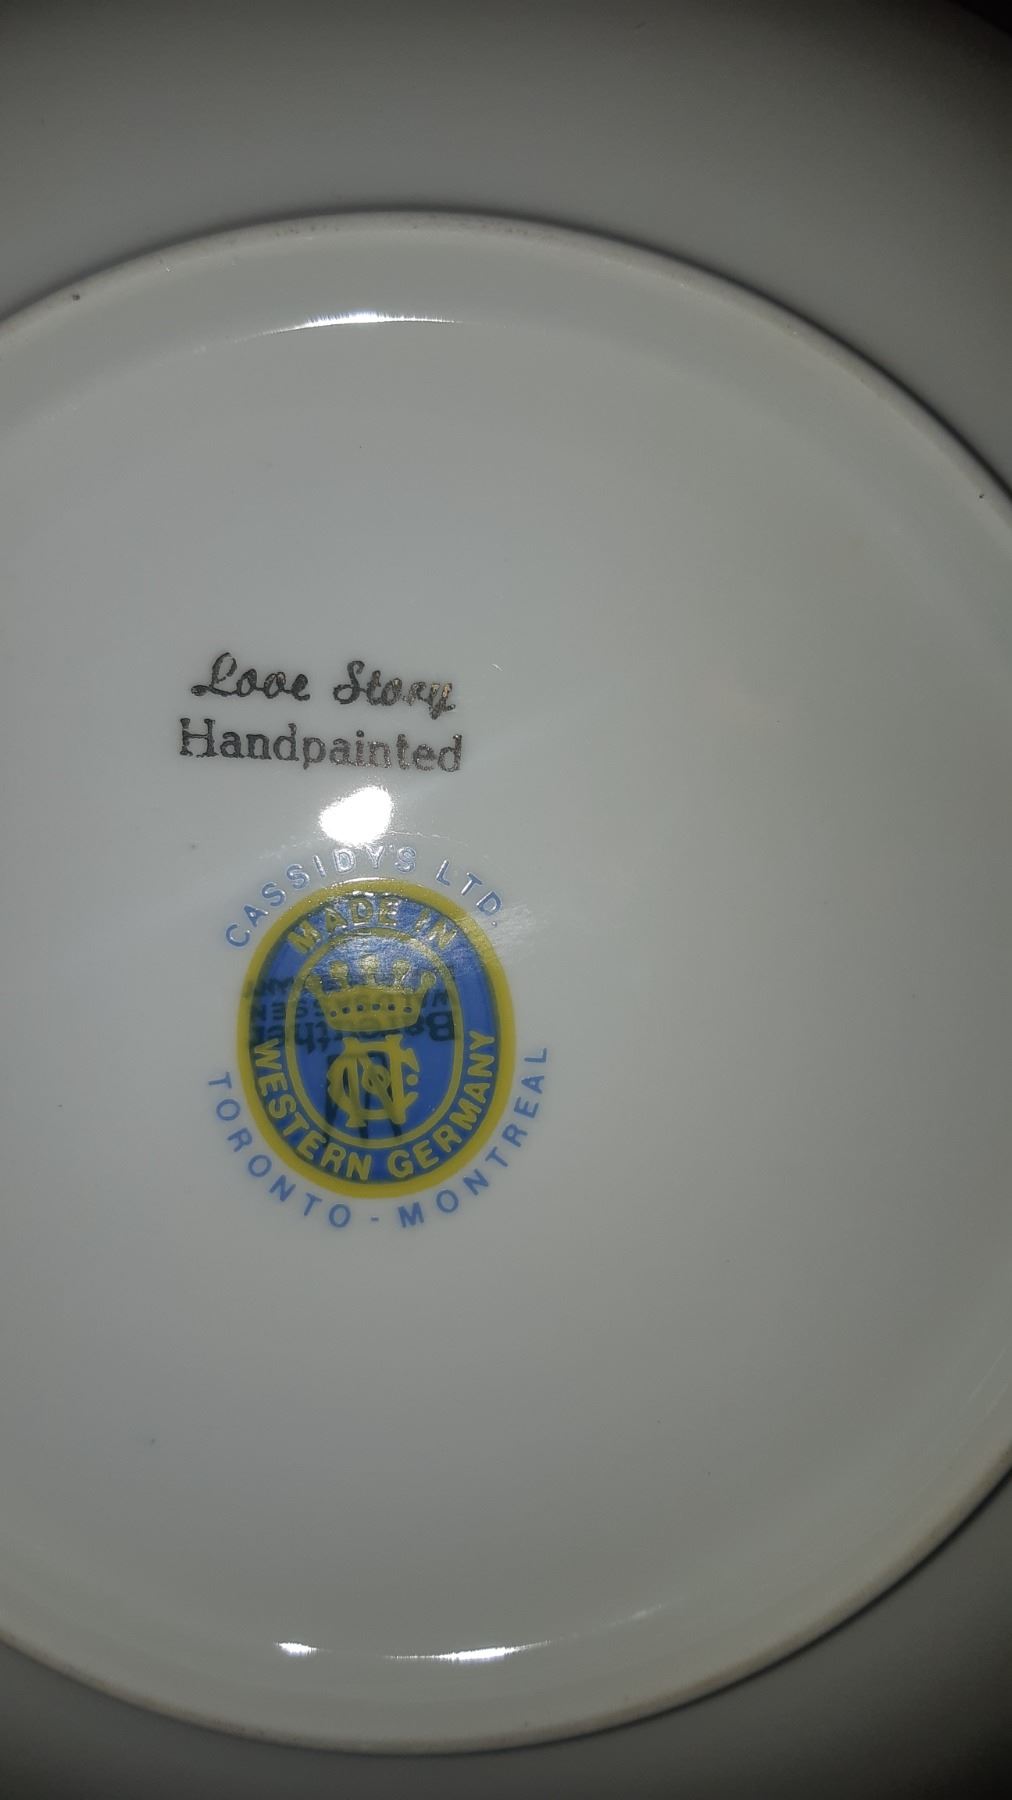 Love Story
Handpainted
CASSIDY'S LTD.
MADE IN
WESTERN GERMANY
TORONTO - MONTREAL